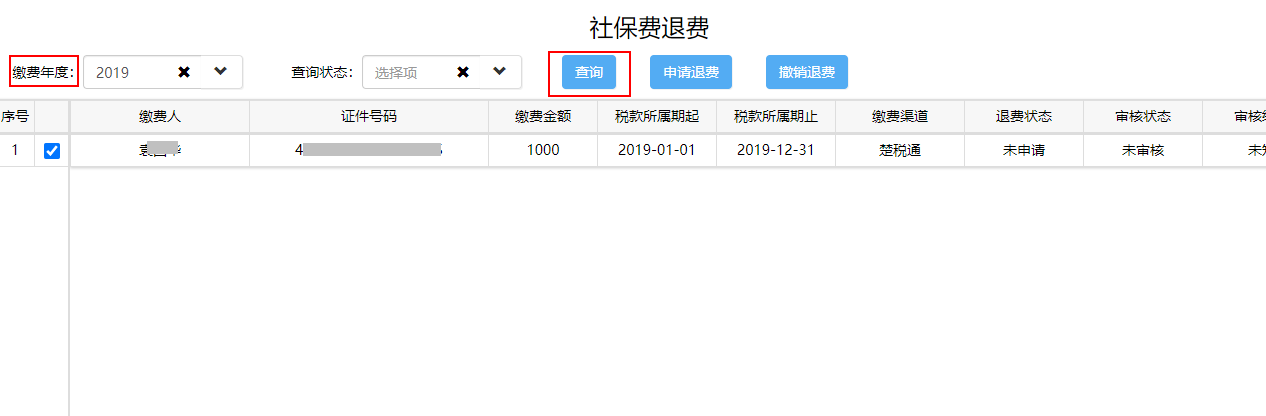 社保费退费
缴费年度： 2019 查询状态： 选择项 查询 申请退费 撤销退费
序号 缴费人 证件号码 缴费金额 税款所属期起 税款所属期止 缴费渠道 退费状态 审核状态 审核
1 4 1000 2019-01-01 2019-12-31 楚税通 未申请 未审核 未